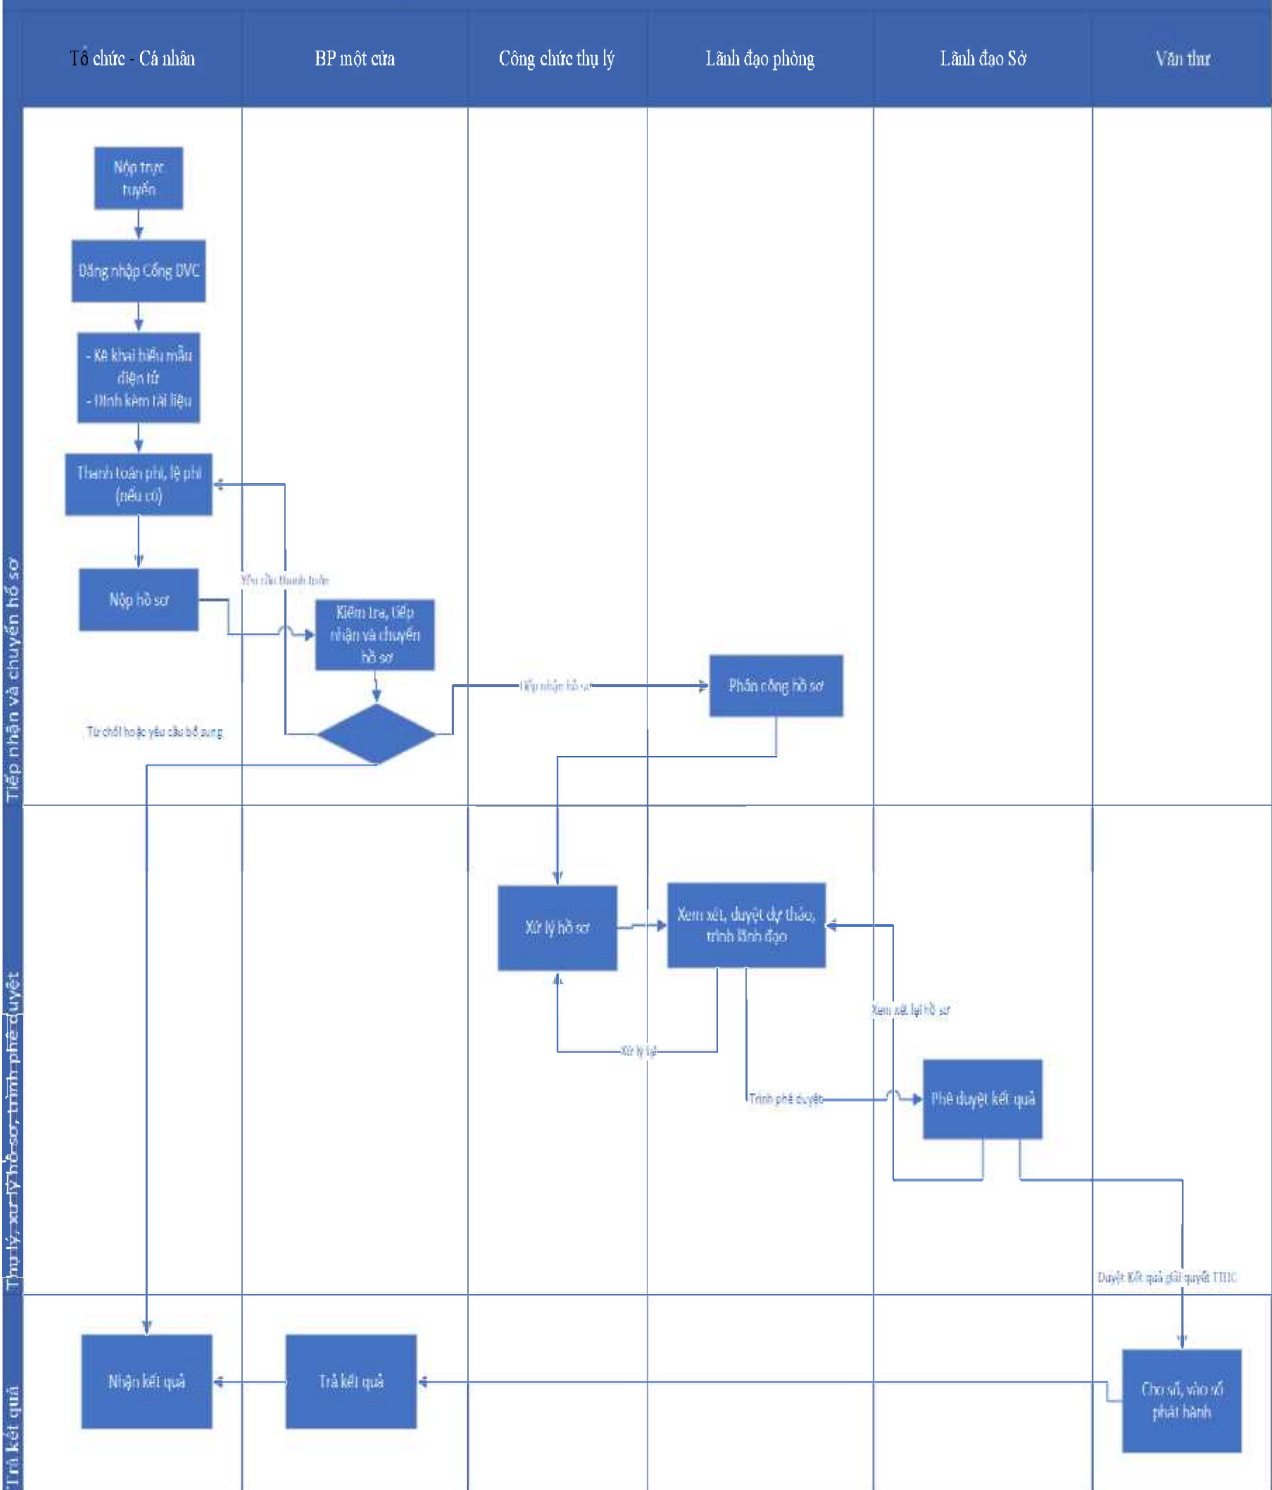 Tổ chức - Cá nhân
BP một cửa
Công chức thụ lý
Lãnh đạo phòng
Lãnh đạo Sở
Văn thư
Tiếp nhận và chuyển hồ sơ
Nộp trực
tuyến
Đăng nhập Cổng DVC
- Kê khai biểu mẫu
điện tử
- Đính kèm tài liệu
Thanh toán phí, lệ phí
(nếu có)
Nộp hồ sơ
Yêu cầu thanh toán
Kiểm tra, tiếp
nhận và chuyển
hồ sơ
Tiếp nhận hồ sơ
Phân công hồ sơ
Từ chối hoặc yêu cầu bổ sung
Thụ lý, xử lý hồ sơ, trình phê duyệt
Xử lý hồ sơ
Xem xét, duyệt dự thảo,
trình lãnh đạo
Xem xét lại hồ sơ
Xử lý lại
Trình phê duyệt
Phê duyệt kết quả
Duyệt Kết quả giải quyết TTHC
Trả kết quả
Nhận kết quả
Trả kết quả
Cho số, vào sổ
phát hành